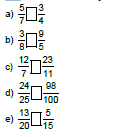 a) 5/7 □ 3/4
b) 3/8 □ 9/5
c) 12/7 □ 23/11
d) 24/25 □ 98/100
e) 13/20 □ 5/15